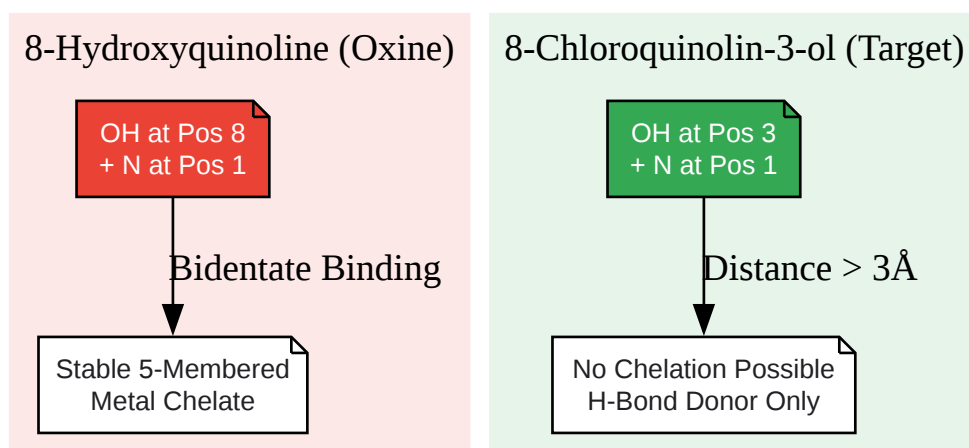 8-Hydroxyquinoline (Oxine)
OH at Pos 8
+ N at Pos 1
Bidentate Binding
Stable 5-Membered
Metal Chelate
8-Chloroquinolin-3-ol (Target)
OH at Pos 3
+ N at Pos 1
Distance > 3Å
No Chelation Possible
H-Bond Donor Only